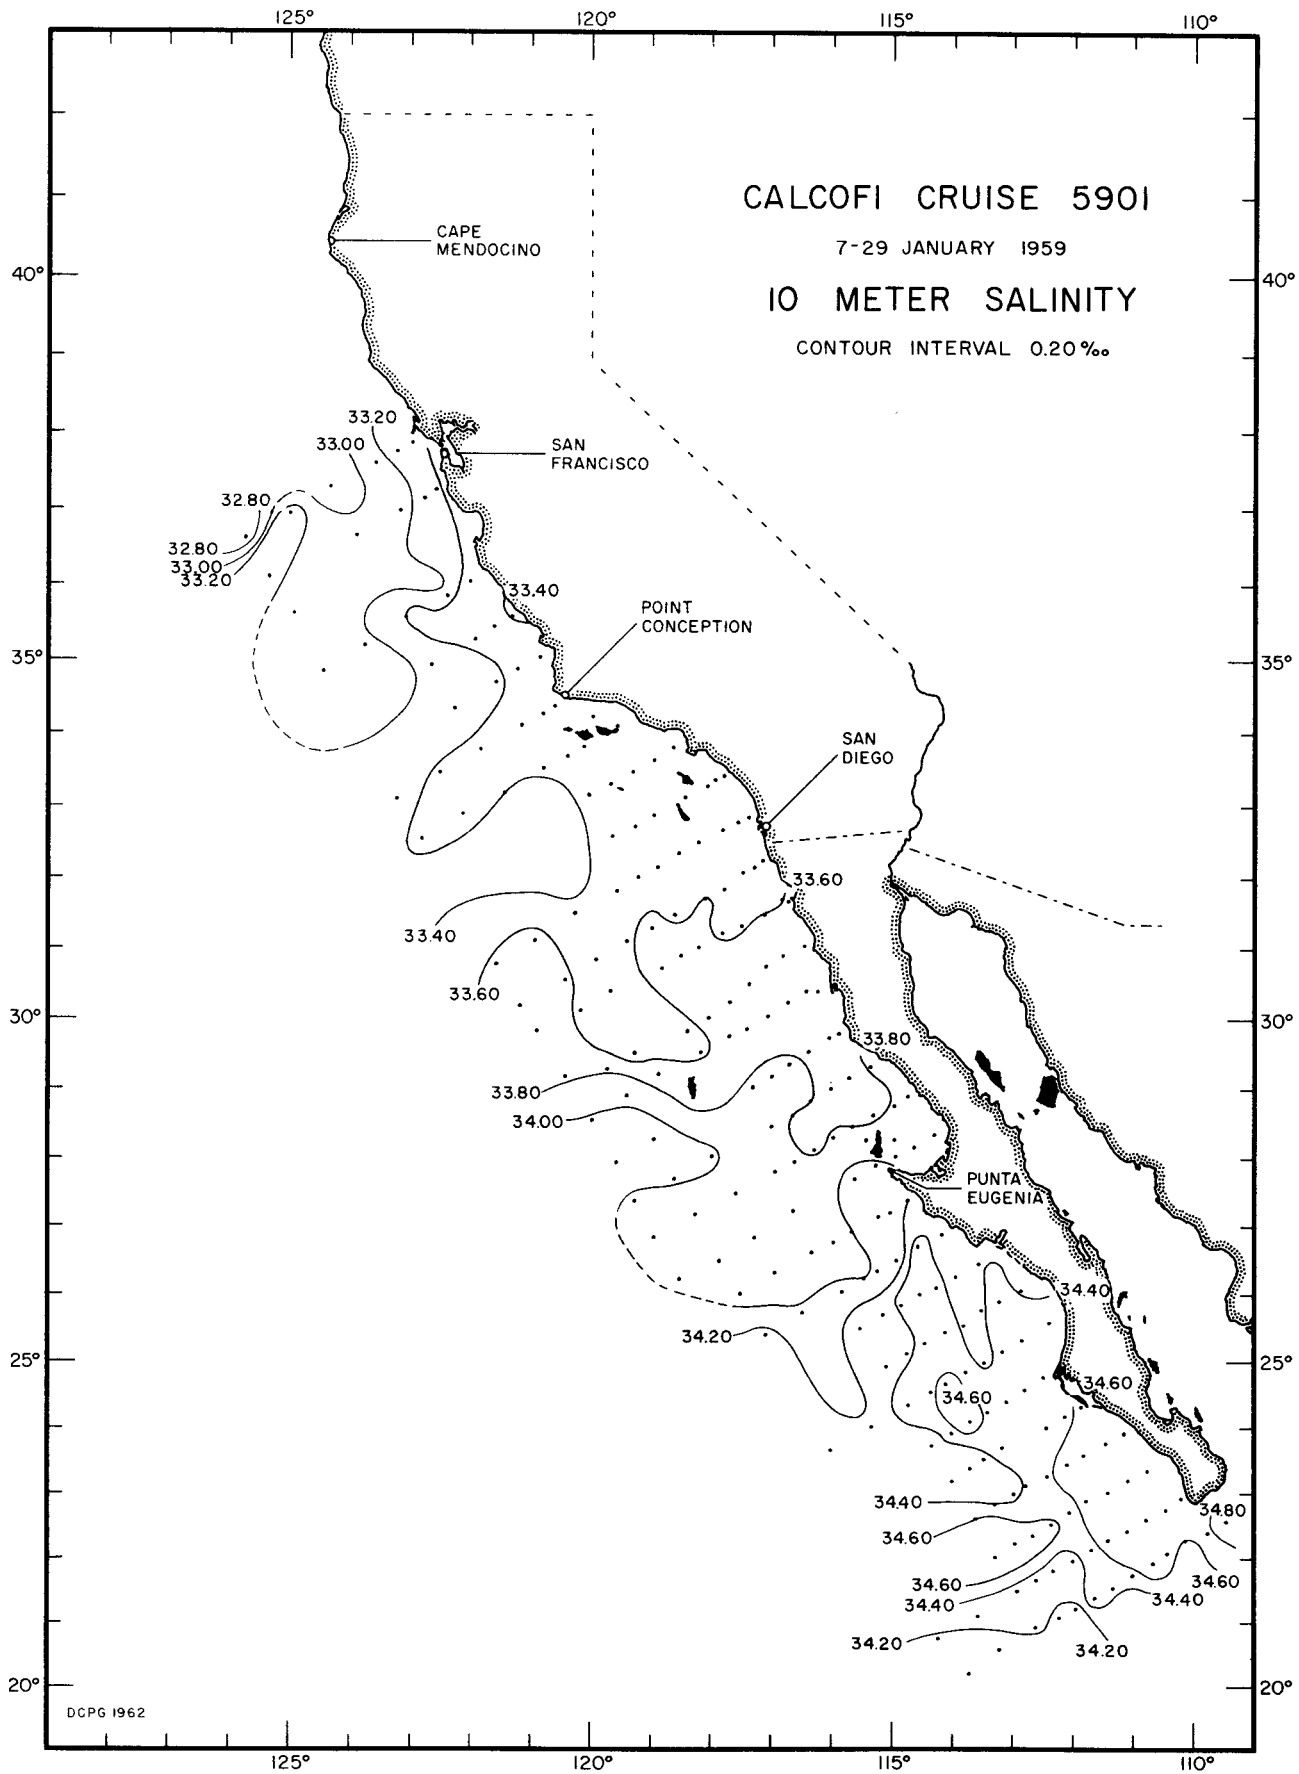 125° 120° 115° 110°
CALCOFI CRUISE 5901
7-29 JANUARY 1959
10 METER SALINITY
CONTOUR INTERVAL 0.20‰
CAPE
MENDOCINO
40° 40°
33.20
33.00
SAN
FRANCISCO
32.80
32.80
33.00
33.20
33.40
POINT
CONCEPTION
35° 35°
SAN
DIEGO
33.60
33.40
33.60
30° 30°
33.80
33.80
34.00
PUNTA
EUGENIA
34.40
34.20
25° 25°
34.60
34.60
34.40
34.80
34.60
34.60
34.60
34.40
34.40
34.20
34.20
20° 20°
DCPG 1962
125° 120° 115° 110°